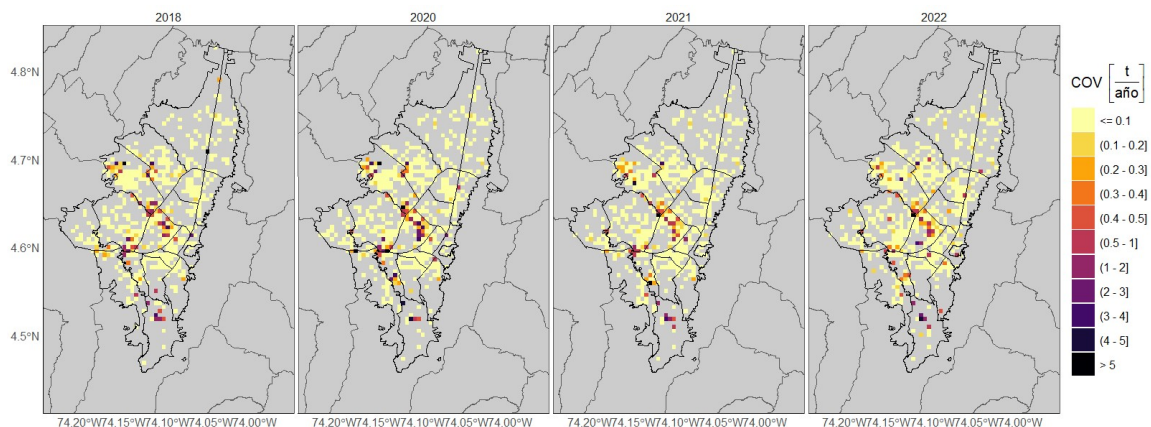 2018 2020 2021 2022
4.8°N
4.7°N
4.6°N
4.5°N
74.20°W74.15°W74.10°W74.05°W74.00°W 74.20°W74.15°W74.10°W74.05°W74.00°W 74.20°W74.15°W74.10°W74.05°W74.00°W 74.20°W74.15°W74.10°W74.05°W74.00°W
COV [t/año]
<= 0.1
(0.1 - 0.2]
(0.2 - 0.3]
(0.3 - 0.4]
(0.4 - 0.5]
(0.5 - 1]
(1 - 2]
(2 - 3]
(3 - 4]
(4 - 5]
> 5